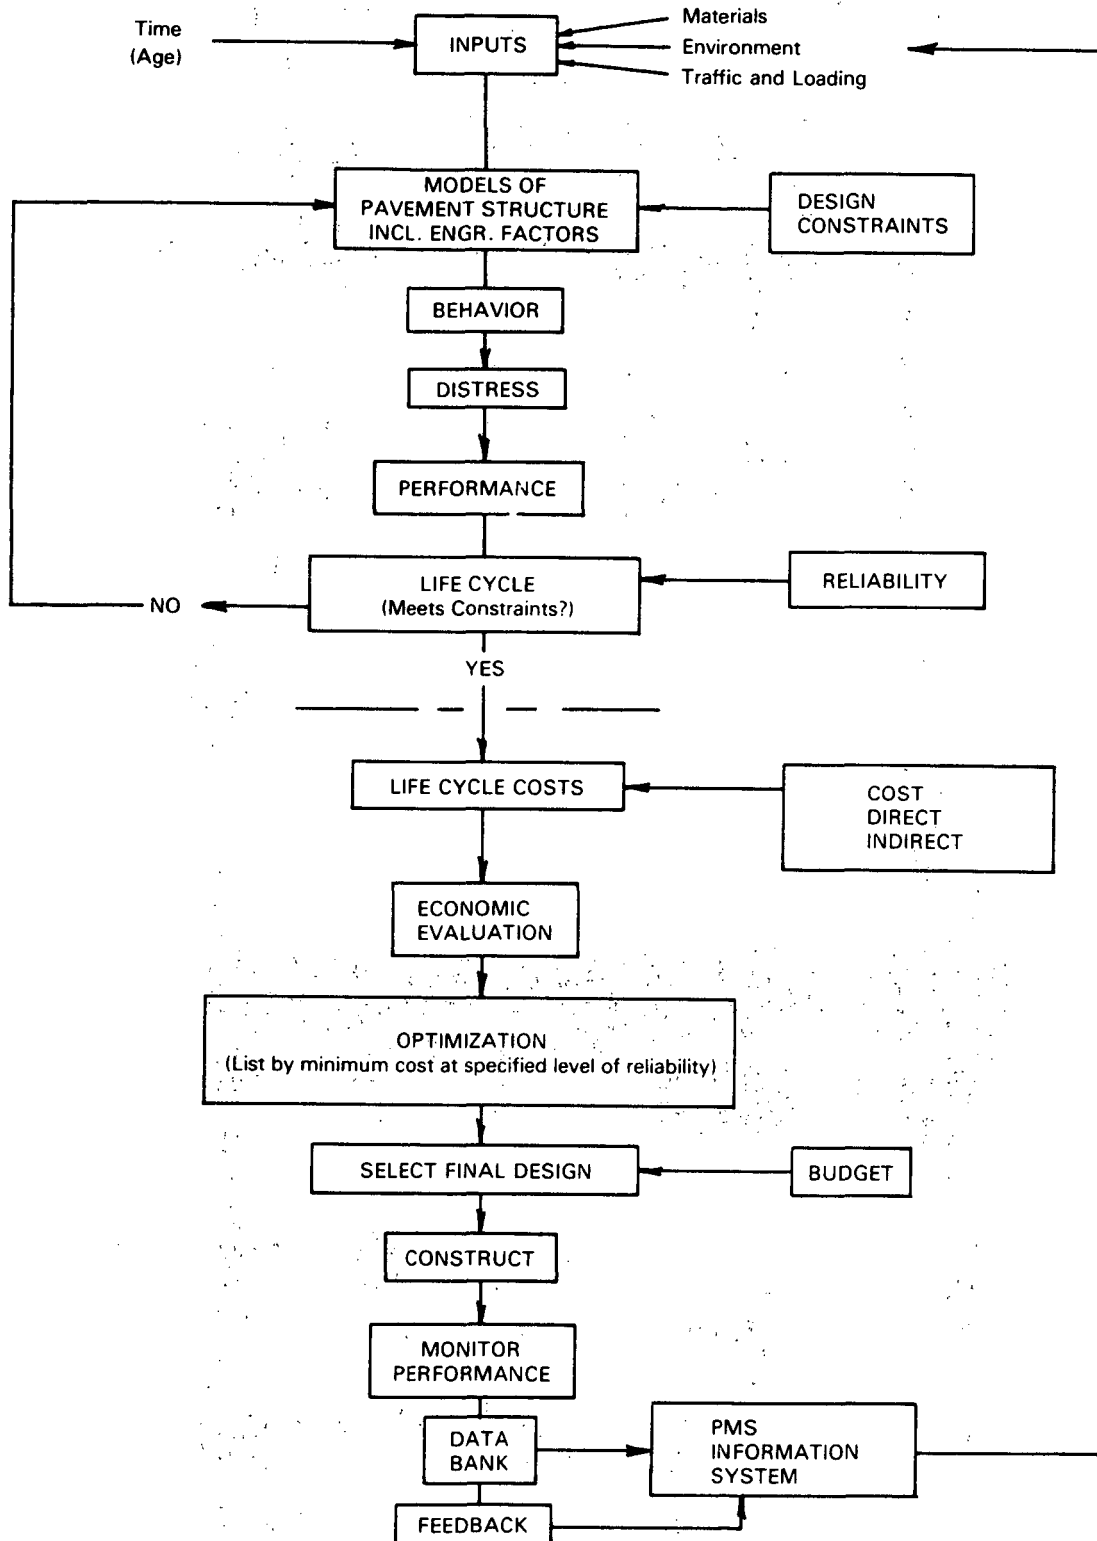 Time
(Age)
INPUTS
Materials
Environment
Traffic and Loading
MODELS OF
PAVEMENT STRUCTURE
INCL. ENGR. FACTORS
DESIGN
CONSTRAINTS
BEHAVIOR
DISTRESS
PERFORMANCE
LIFE CYCLE
(Meets Constraints?)
RELIABILITY
NO
YES
LIFE CYCLE COSTS
COST
DIRECT
INDIRECT
ECONOMIC
EVALUATION
OPTIMIZATION
(List by minimum cost at specified level of reliability)
SELECT FINAL DESIGN
BUDGET
CONSTRUCT
MONITOR
PERFORMANCE
DATA
BANK
PMS
INFORMATION
SYSTEM
FEEDBACK